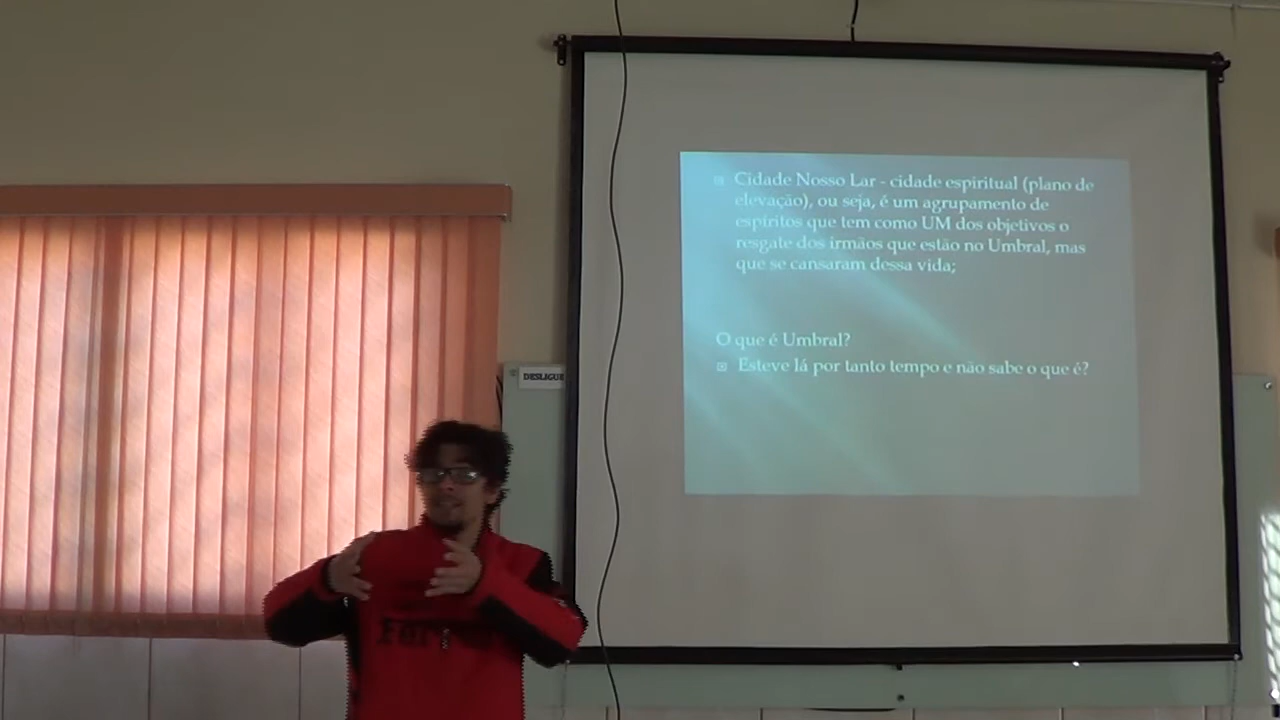 Cidade Nosso Lar - cidade espiritual (plano de
elevação), ou seja, é um agrupamento de
espíritos que tem como UM dos objetivos o
resgate dos irmãos que estão no Umbral, mas
que se cansaram dessa vida;
O que é Umbral?
Esteve lá por tanto tempo e não sabe o que é?
DESLIGUE